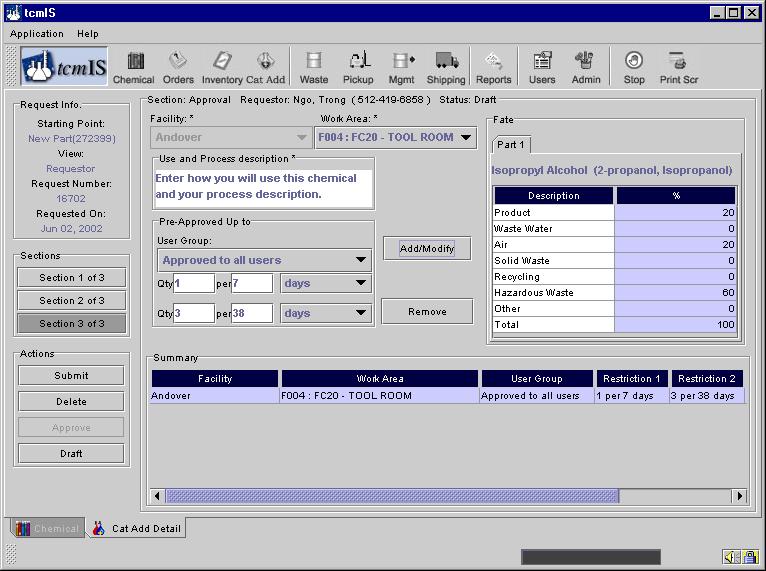 tcmIS
Application Help
tcmIS Chemical Orders Inventory Cat Add Waste Pickup Mgmt Shipping Reports Users Admin Stop Print Scr
Request Info.
Starting Point:
New Part(272399)
View:
Requestor
Request Number:
16702
Requested On:
Jun 02, 2002
Sections
Section 1 of 3
Section 2 of 3
Section 3 of 3
Actions
Submit
Delete
Approve
Draft
Section: Approval Requestor: Ngo, Trong ( 512-419-6858 ) Status: Draft
Facility: * Work Area: *
Andover F004 : FC20 - TOOL ROOM
Use and Process description *
Enter how you will use this chemical
and your process description.
Pre-Approved Up to
User Group:
Approved to all users
Qty 1 per 7 days
Qty 3 per 38 days
Add/Modify
Remove
Fate
Part 1
Isopropyl Alcohol (2-propanol, Isopropanol)
Description %
Product 20
Waste Water 0
Air 20
Solid Waste 0
Recycling 0
Hazardous Waste 60
Other 0
Total 100
Summary
Facility Work Area User Group Restriction 1 Restriction 2
Andover F004 : FC20 - TOOL ROOM Approved to all users 1 per 7 days 3 per 38 days
Chemical Cat Add Detail